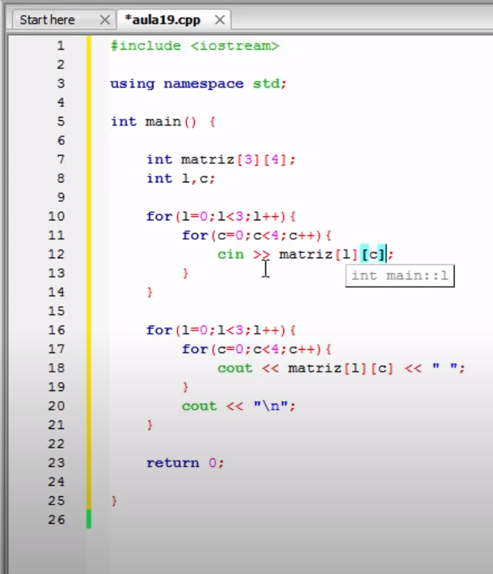 Start here
*aula19.cpp
1 #include <iostream>
2
3 using namespace std;
4
5 int main() {
6
7 int matriz[3][4];
8 int l,c;
9
10 for(l=0;l<3;l++){
11 for(c=0;c<4;c++){
12 cin >> matriz[l][c];
int main::l
13 }
14 }
15
16 for(l=0;l<3;l++){
17 for(c=0;c<4;c++){
18 cout << matriz[l][c] << " ";
19 }
20 cout << "\n";
21 }
22
23 return 0;
24
25 }
26